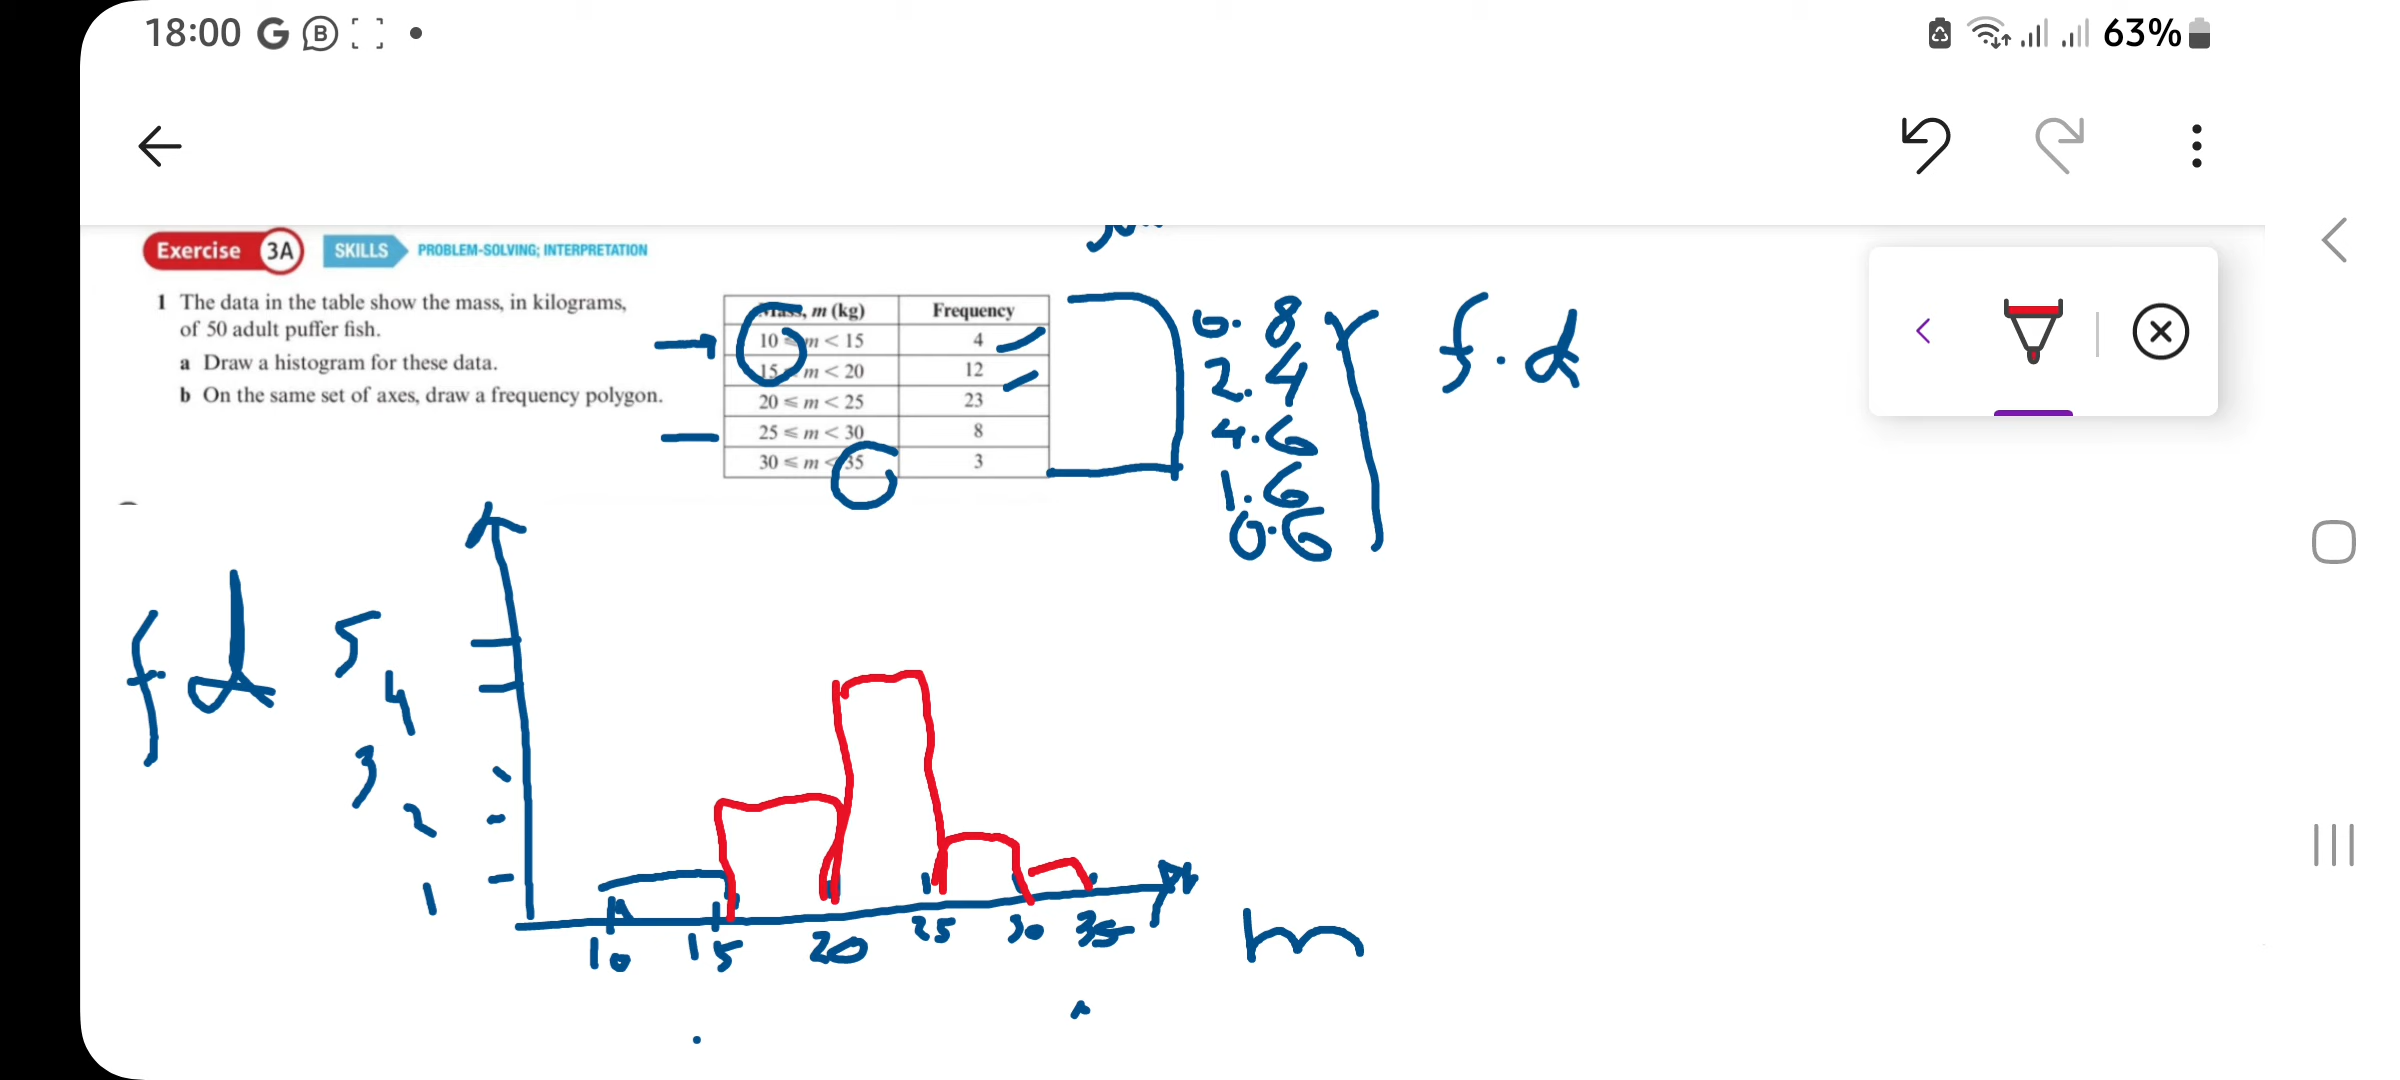 18:00 G B 63%
Exercise 3A SKILLS PROBLEM-SOLVING; INTERPRETATION
1 The data in the table show the mass, in kilograms,
of 50 adult puffer fish.
a Draw a histogram for these data.
b On the same set of axes, draw a frequency polygon.
Mass, m (kg) Frequency
10 ⩽ m < 15 4
15 ⩽ m < 20 12
20 ⩽ m < 25 23
25 ⩽ m < 30 8
30 ⩽ m < 35 3
0.8
2.4
4.6
1.6
0.6
f.d
fd
5
4
3
2
1
10 15 20 25 30 35
m